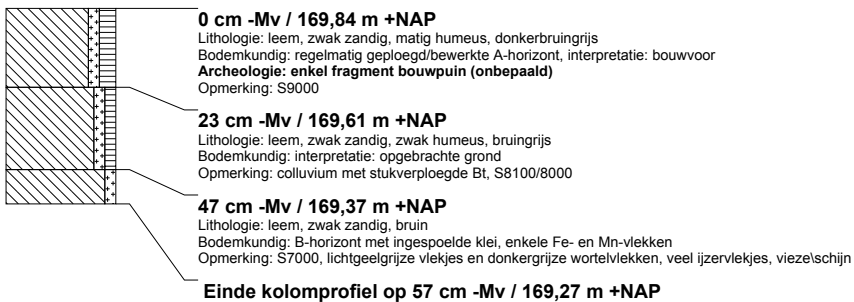 0 cm -Mv / 169,84 m +NAP
Lithologie: leem, zwak zandig, matig humeus, donkerbruingrijs
Bodemkundig: regelmatig geploegd/bewerkte A-horizont, interpretatie: bouwvoor
Archeologie: enkel fragment bouwpuin (onbepaald)
Opmerking: S9000
23 cm -Mv / 169,61 m +NAP
Lithologie: leem, zwak zandig, zwak humeus, bruingrijs
Bodemkundig: interpretatie: opgebrachte grond
Opmerking: colluvium met stukverploegde Bt, S8100/8000
47 cm -Mv / 169,37 m +NAP
Lithologie: leem, zwak zandig, bruin
Bodemkundig: B-horizont met ingespoelde klei, enkele Fe- en Mn-vlekken
Opmerking: S7000, lichtgeelgrijze vlekjes en donkergrijze wortelvlekken, veel ijzervlekjes, vieze\schijn
Einde kolomprofiel op 57 cm -Mv / 169,27 m +NAP